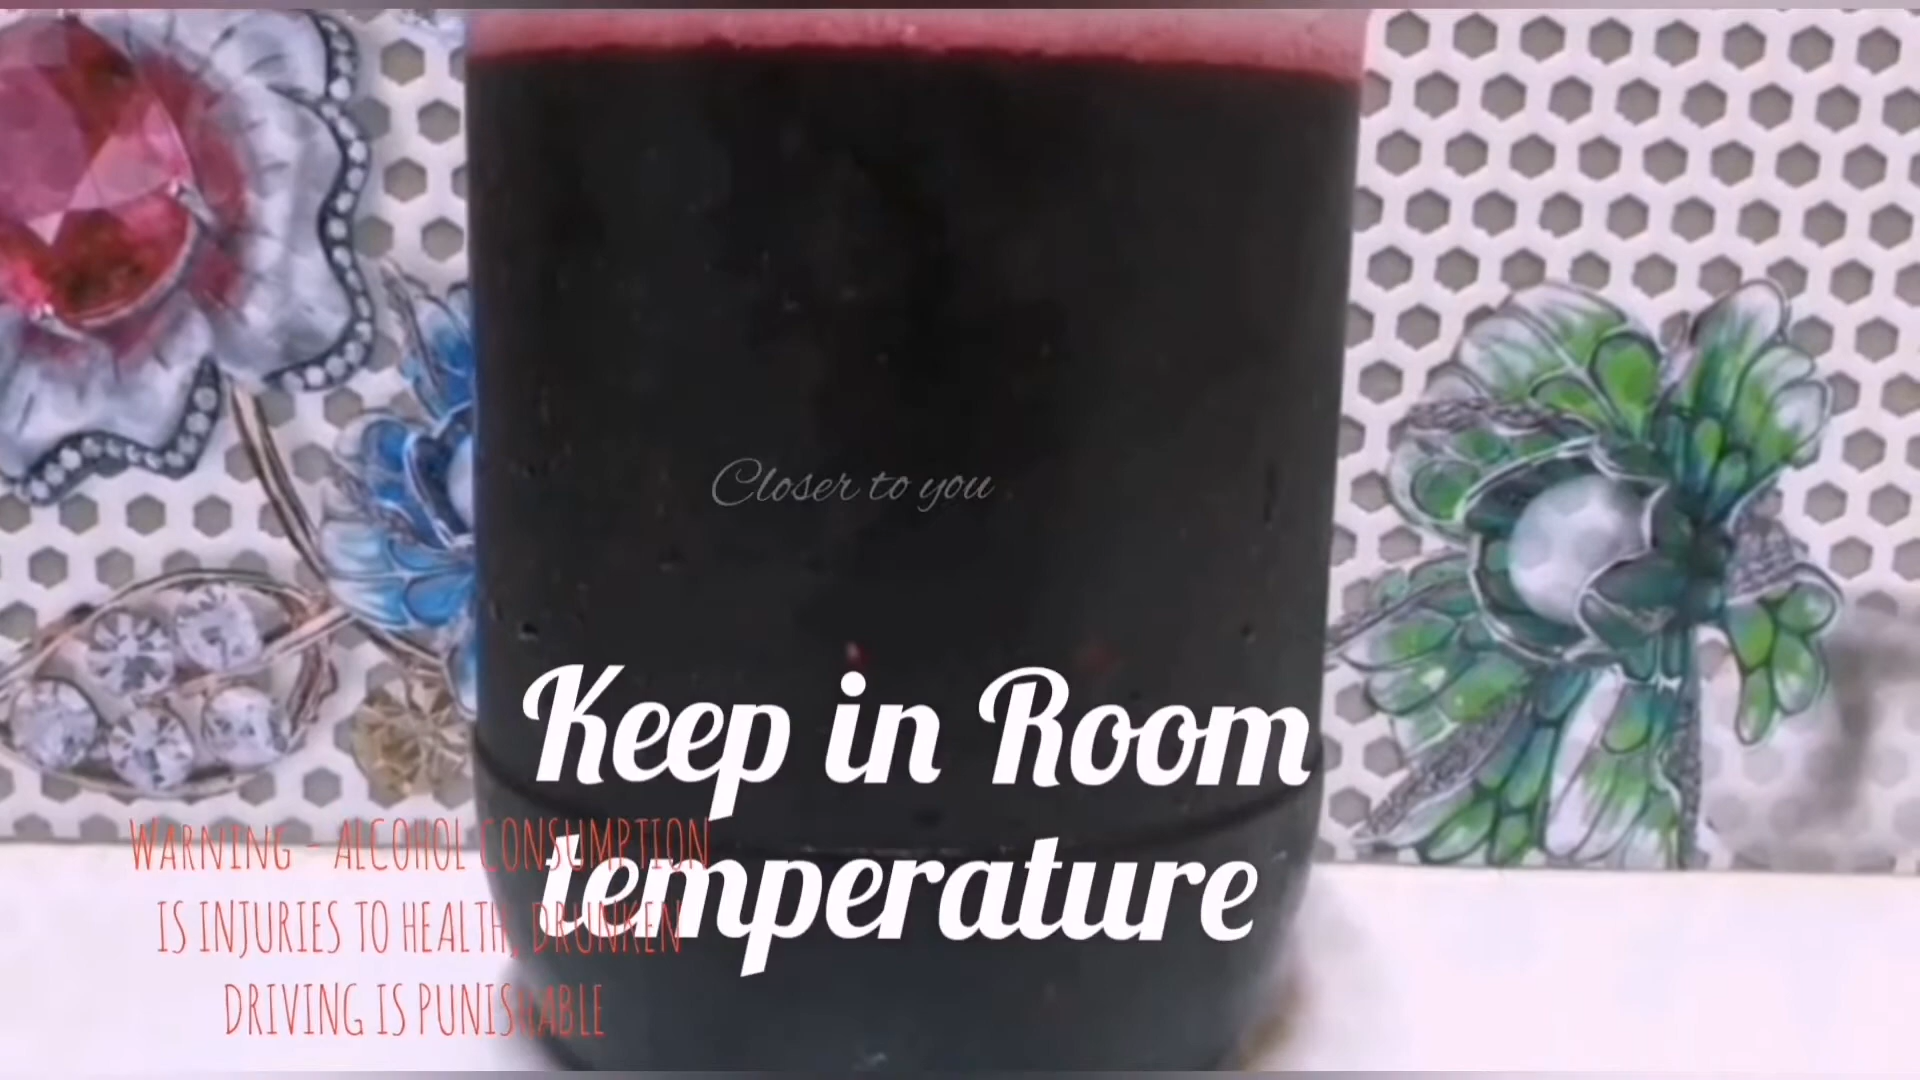 Closer to you
Keep in Room
temperature
WARNING - ALCOHOL CONSUMPTION
IS INJURIES TO HEALTH, DRUNKEN
DRIVING IS PUNISHABLE